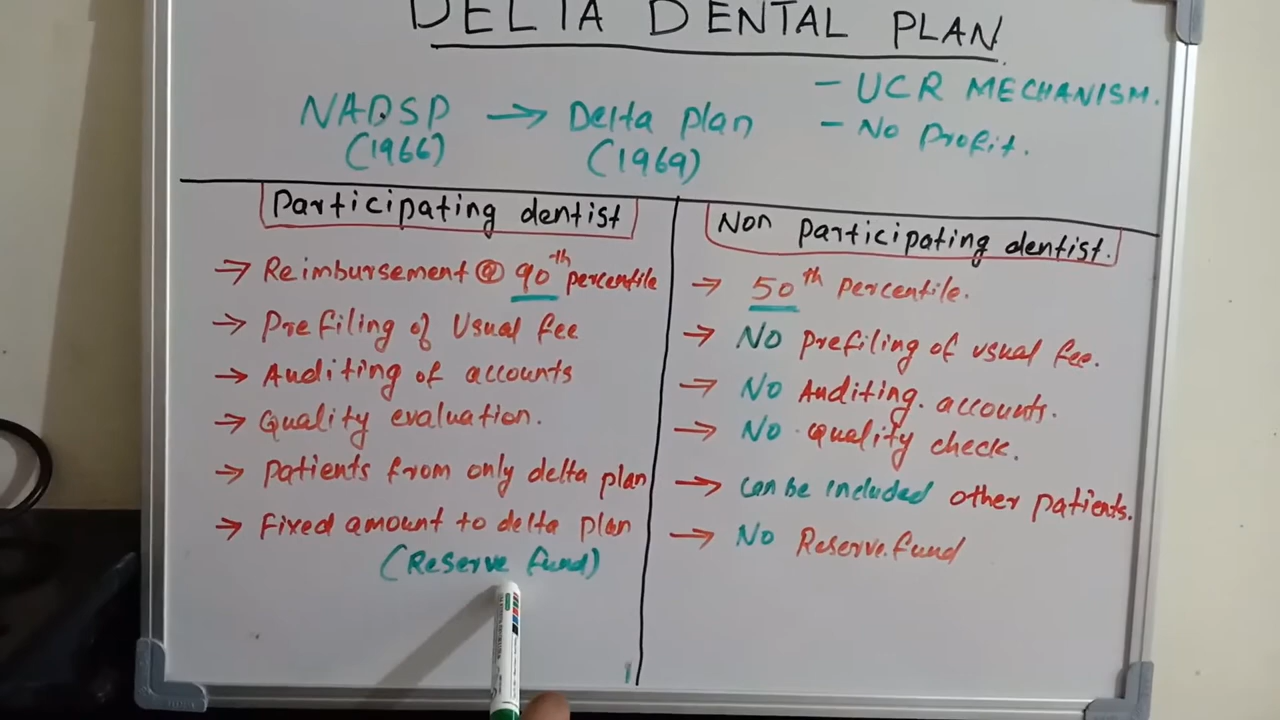 DELTA DENTAL PLAN
NADSP → Delta plan
(1966) (1969)
- UCR MECHANISM.
- No Profit.
Participating dentist
→ Reimbursement @ 90th percentile
→ Prefiling of Usual fee
→ Auditing of accounts
→ Quality evaluation.
→ Patients from only delta plan
→ Fixed amount to delta plan
(Reserve fund)
Non participating dentist.
→ 50th percentile.
→ No prefiling of usual fee.
→ No Auditing. accounts.
→ No quality check.
→ Can be included other patients.
→ No Reserve.fund